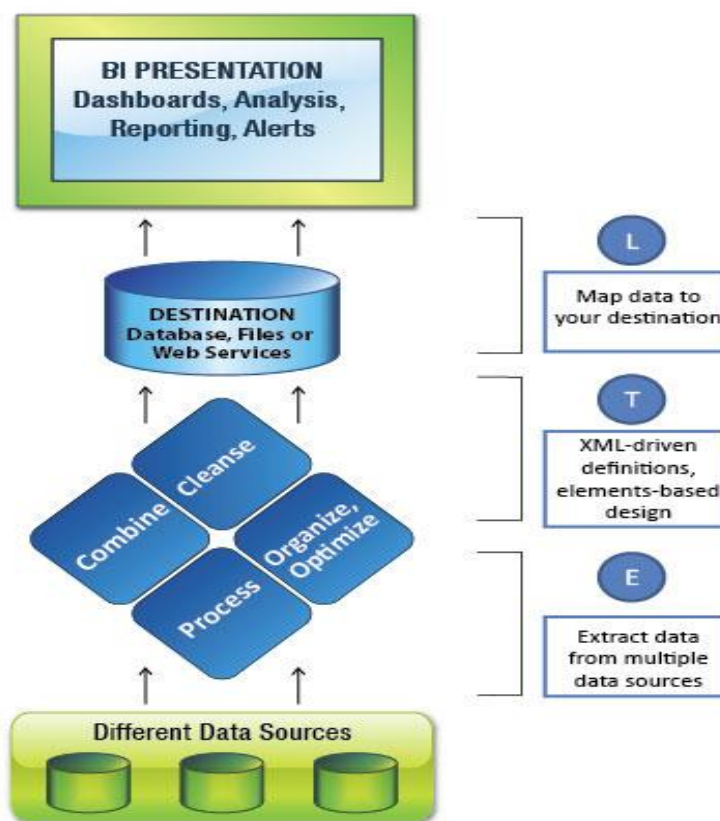 BI PRESENTATION
Dashboards, Analysis,
Reporting, Alerts
L
Map data to
your destination
DESTINATION
Database, Files or
Web Services
T
XML-driven
definitions,
elements-based
design
Cleanse
Combine
Organize,
Optimize
Process
E
Extract data
from multiple
data sources
Different Data Sources